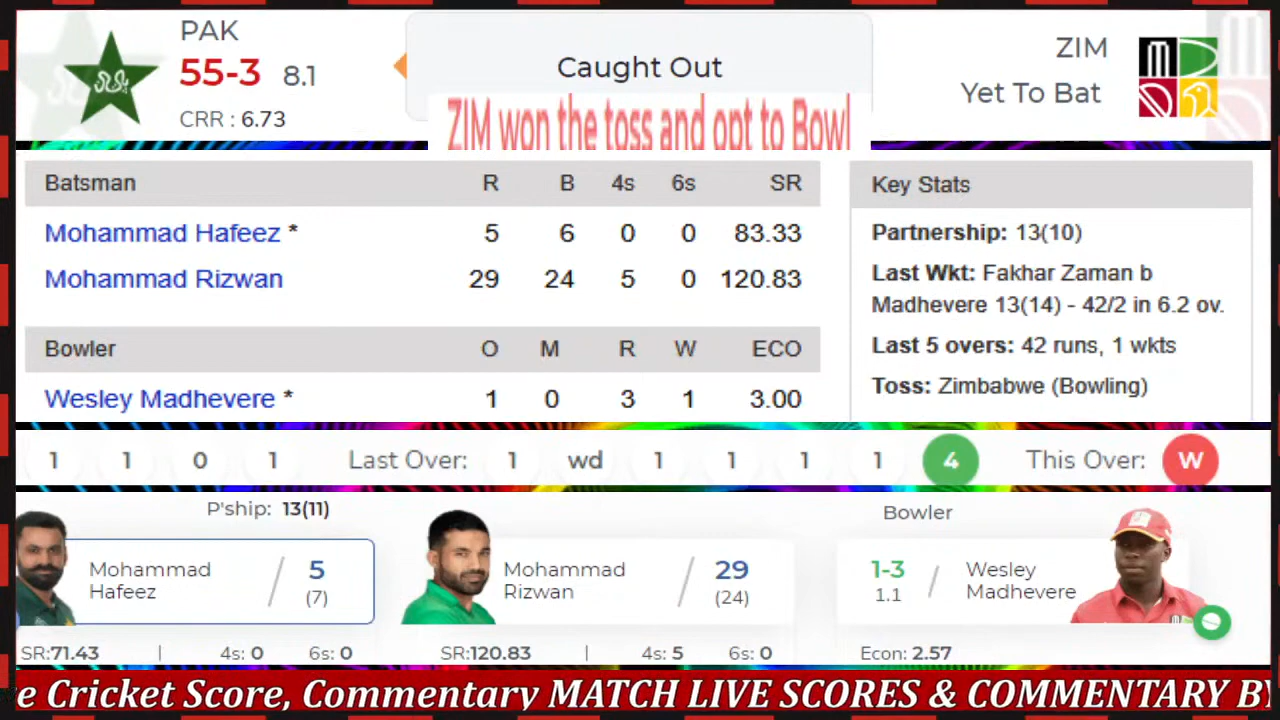 PAK
55-3 8.1
CRR : 6.73
Caught Out
ZIM won the toss and opt to Bowl
ZIM
Yet To Bat
Batsman R B 4s 6s SR
Mohammad Hafeez * 5 6 0 0 83.33
Mohammad Rizwan 29 24 5 0 120.83
Bowler O M R W ECO
Wesley Madhevere * 1 0 3 1 3.00
Key Stats
Partnership: 13(10)
Last Wkt: Fakhar Zaman b
Madhevere 13(14) - 42/2 in 6.2 ov.
Last 5 overs: 42 runs, 1 wkts
Toss: Zimbabwe (Bowling)
1 1 0 1 Last Over: 1 wd 1 1 1 1 4 This Over: W
P'ship: 13(11)
Mohammad
Hafeez / 5
(7)
SR:71.43 | 4s: 0 6s: 0
Mohammad
Rizwan / 29
(24)
SR:120.83 | 4s: 5 6s: 0
Bowler
1-3 / Wesley
1.1 Madhevere
Econ: 2.57
e Cricket Score, Commentary MATCH LIVE SCORES & COMMENTARY BY